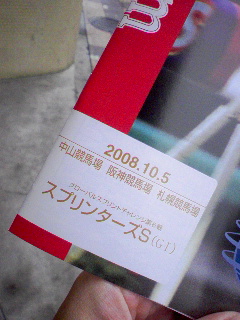 2008.10.5
中山競馬場 阪神競馬場 札幌競馬場
グローバルスプリントチャレンジ第6戦
スプリンターズS(GI)